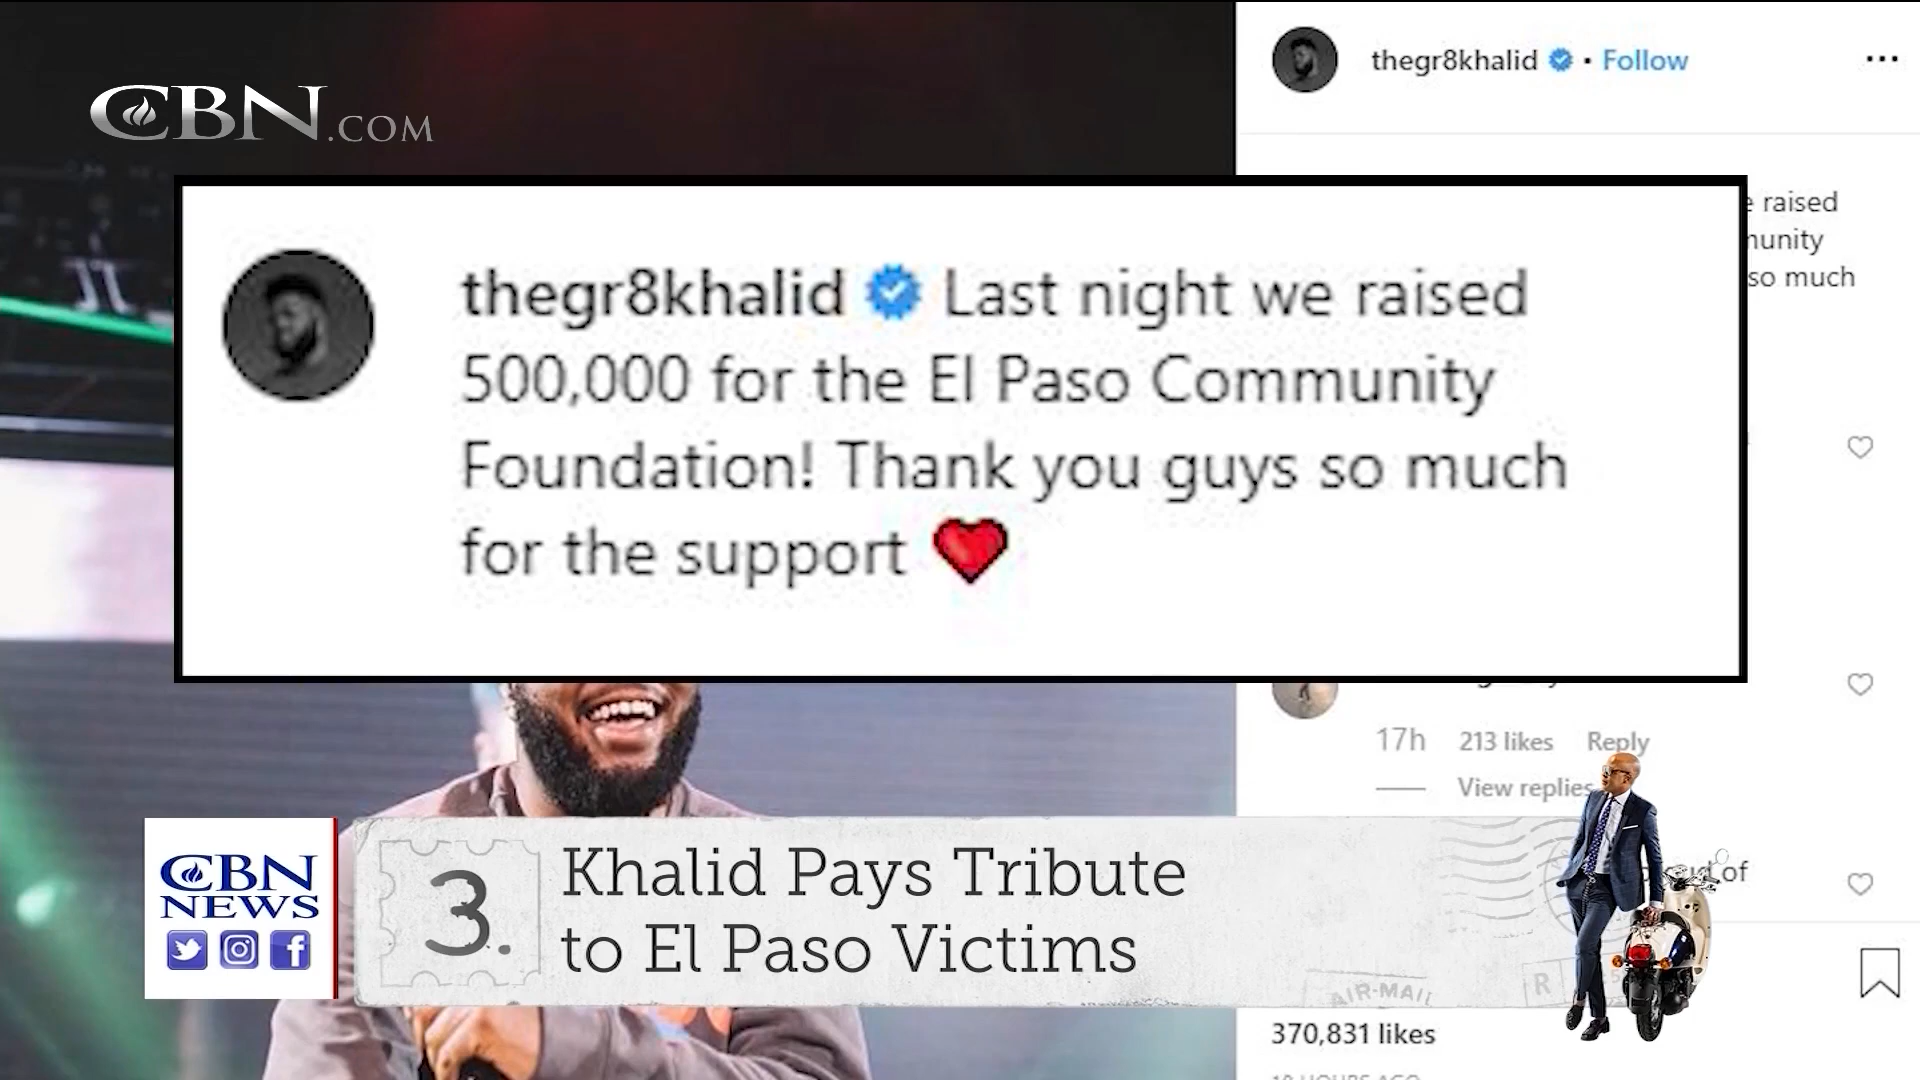 CBN.COM
thegr8khalid • Follow
raised
so much
thegr8khalid Last night we raised
500,000 for the El Paso Community
Foundation! Thank you guys so much
for the support
17h 213 likes Reply
View replies
CBN
NEWS
3.
Khalid Pays Tribute
to El Paso Victims
of
AIR-MAIL
R
370,831 likes